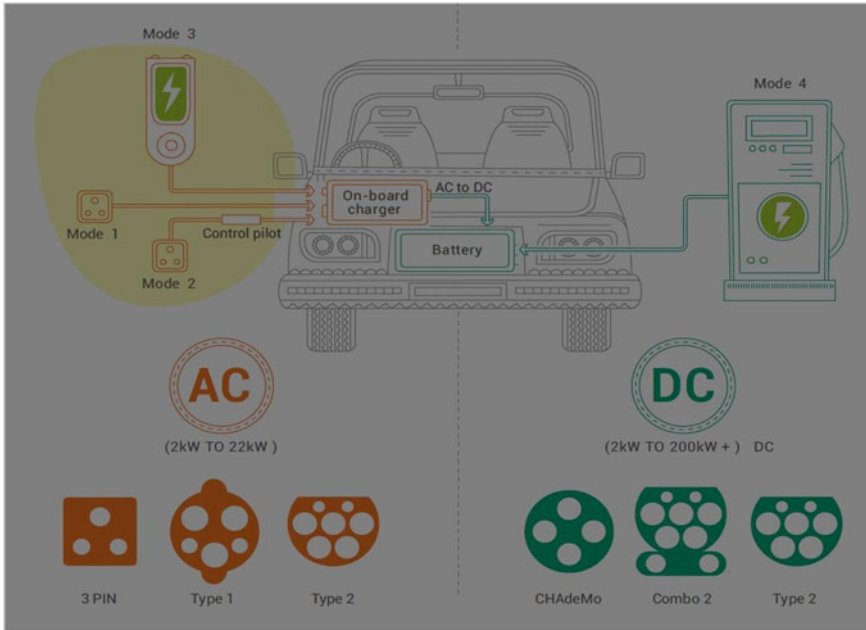 Mode 3
Mode 4
On-board
charger
AC to DC
Mode 1
Control pilot
Battery
Mode 2
AC
DC
(2kW TO 22kW )
(2kW TO 200kW + ) DC
3 PIN
Type 1
Type 2
CHAdeMo
Combo 2
Type 2